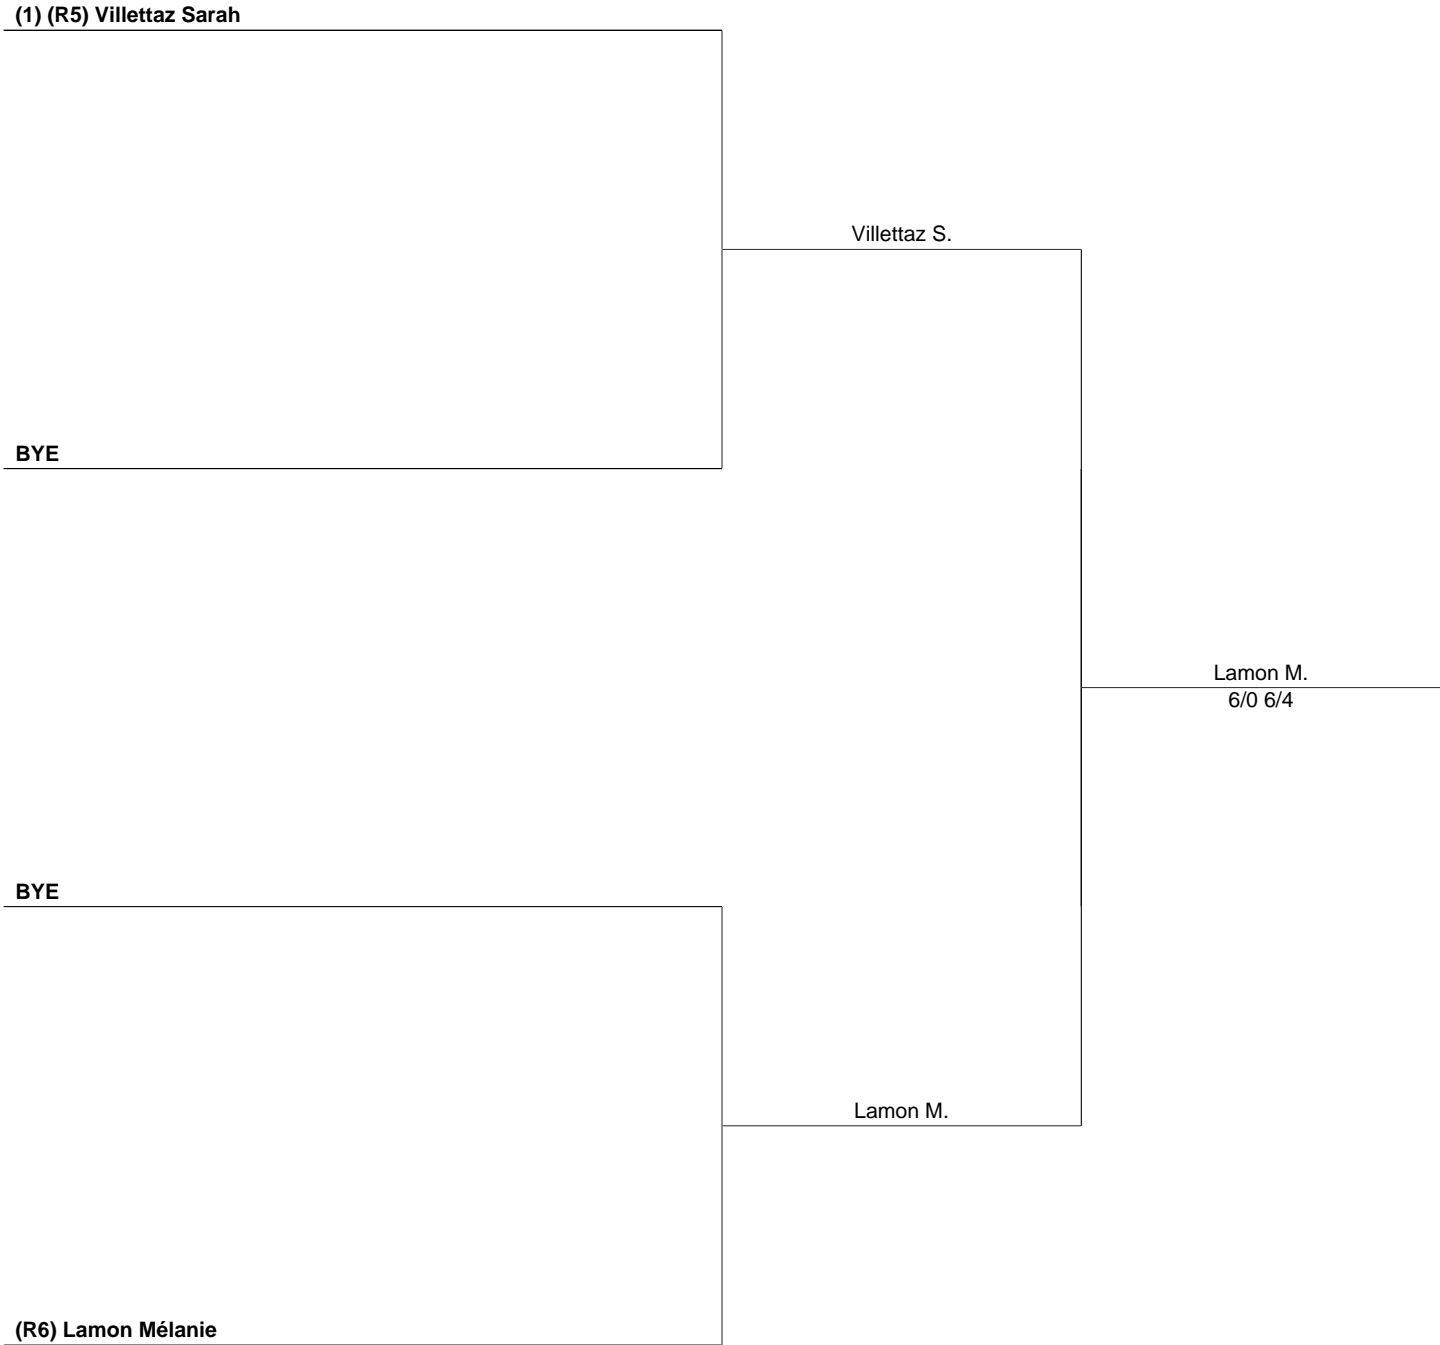 (1) (R5) Villettaz Sarah
Villettaz S.
BYE
Lamon M.
6/0 6/4
BYE
Lamon M.
(R6) Lamon Mélanie